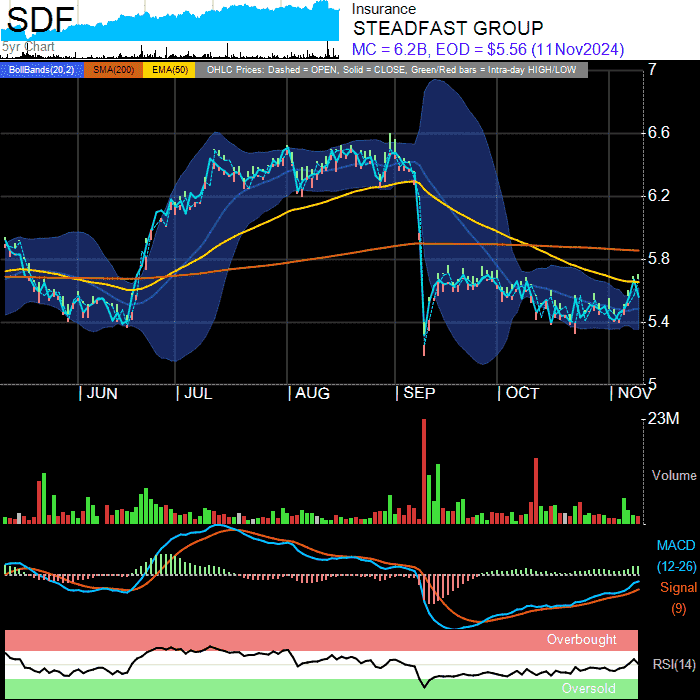 SDF
5yr Chart
Insurance
STEADFAST GROUP
MC = 6.2B, EOD = $5.56 (11Nov2024)
BollBands(20,2) SMA(200) EMA(50) OHLC Prices: Dashed = OPEN, Solid = CLOSE, Green/Red bars = Intra-day HIGH/LOW
7
6.6
6.2
5.8
5.4
5
JUN JUL AUG SEP OCT NOV
23M
Volume
MACD
(12-26)
Signal
(9)
Overbought
RSI(14)
Oversold